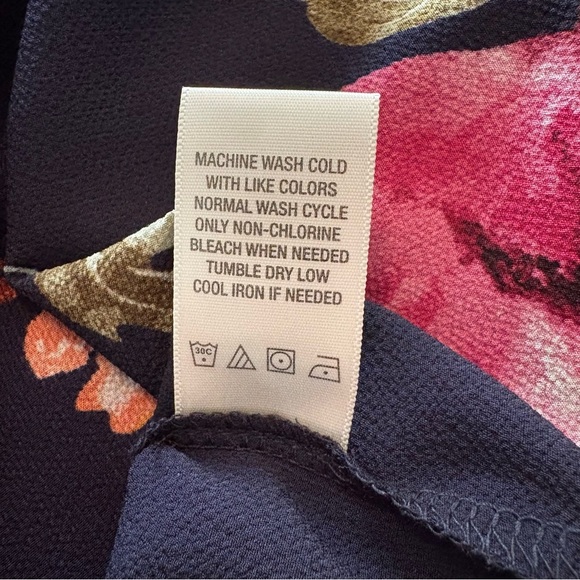 MACHINE WASH COLD
WITH LIKE COLORS
NORMAL WASH CYCLE
ONLY NON-CHLORINE
BLEACH WHEN NEEDED
TUMBLE DRY LOW
COOL IRON IF NEEDED
30C